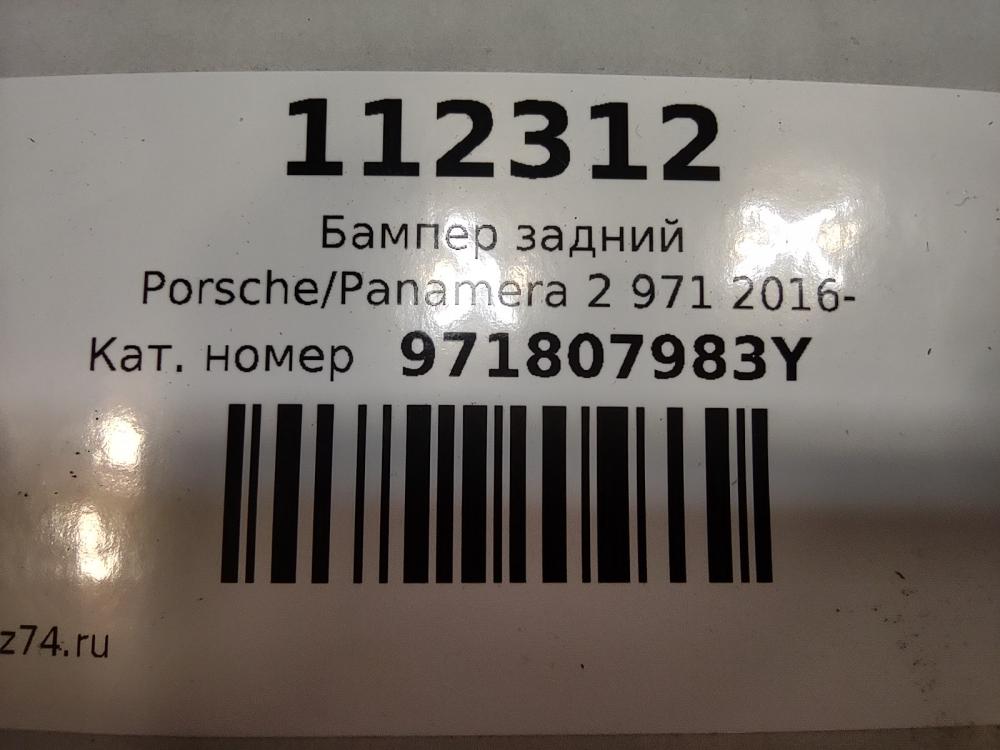 112312
Бампер задний
Porsche/Panamera 2 971 2016-
Кат. номер 971807983Y
z74.ru